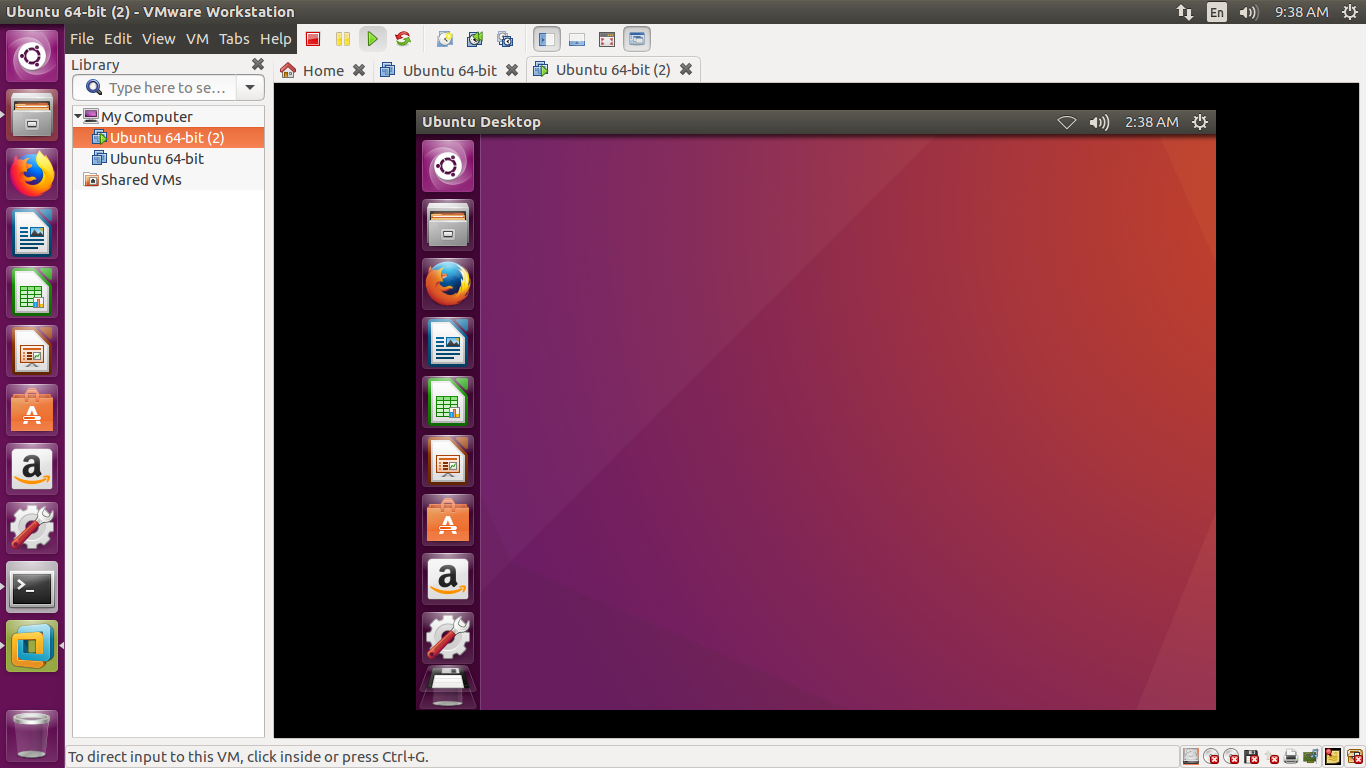 Ubuntu 64-bit (2) - VMware Workstation
En
9:38 AM
File Edit View VM Tabs Help
Library
Home
Ubuntu 64-bit
Ubuntu 64-bit (2)
Type here to se...
My Computer
Ubuntu 64-bit (2)
Ubuntu 64-bit
Shared VMs
Ubuntu Desktop
2:38 AM
To direct input to this VM, click inside or press Ctrl+G.